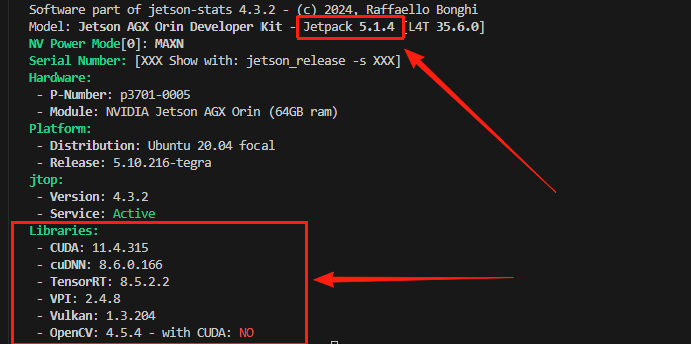 Software part of jetson-stats 4.3.2 - (c) 2024, Raffaello Bonghi
Model: Jetson AGX Orin Developer Kit - Jetpack 5.1.4 [L4T 35.6.0]
NV Power Mode[0]: MAXN
Serial Number: [XXX Show with: jetson_release -s XXX]
Hardware:
- P-Number: p3701-0005
- Module: NVIDIA Jetson AGX Orin (64GB ram)
Platform:
- Distribution: Ubuntu 20.04 focal
- Release: 5.10.216-tegra
jtop:
- Version: 4.3.2
- Service: Active
Libraries:
- CUDA: 11.4.315
- cuDNN: 8.6.0.166
- TensorRT: 8.5.2.2
- VPI: 2.4.8
- Vulkan: 1.3.204
- OpenCV: 4.5.4 - with CUDA: NO